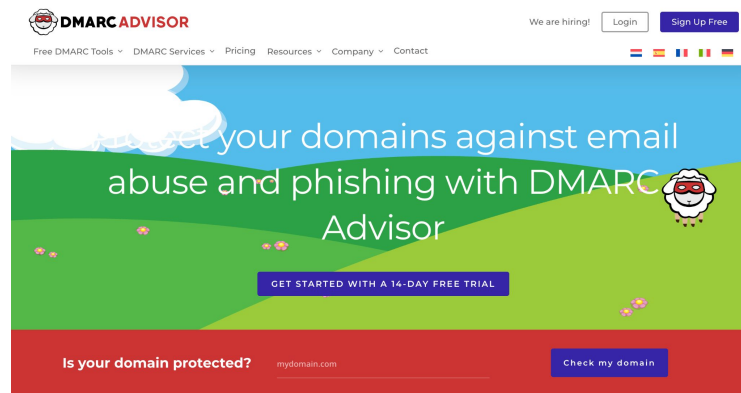 DMARC ADVISOR
We are hiring!
Login
Sign Up Free
Free DMARC Tools
DMARC Services
Pricing
Resources
Company
Contact
your domains against email
abuse and phishing with DMARC
Advisor
GET STARTED WITH A 14-DAY FREE TRIAL
Is your domain protected?
mydomain.com
Check my domain